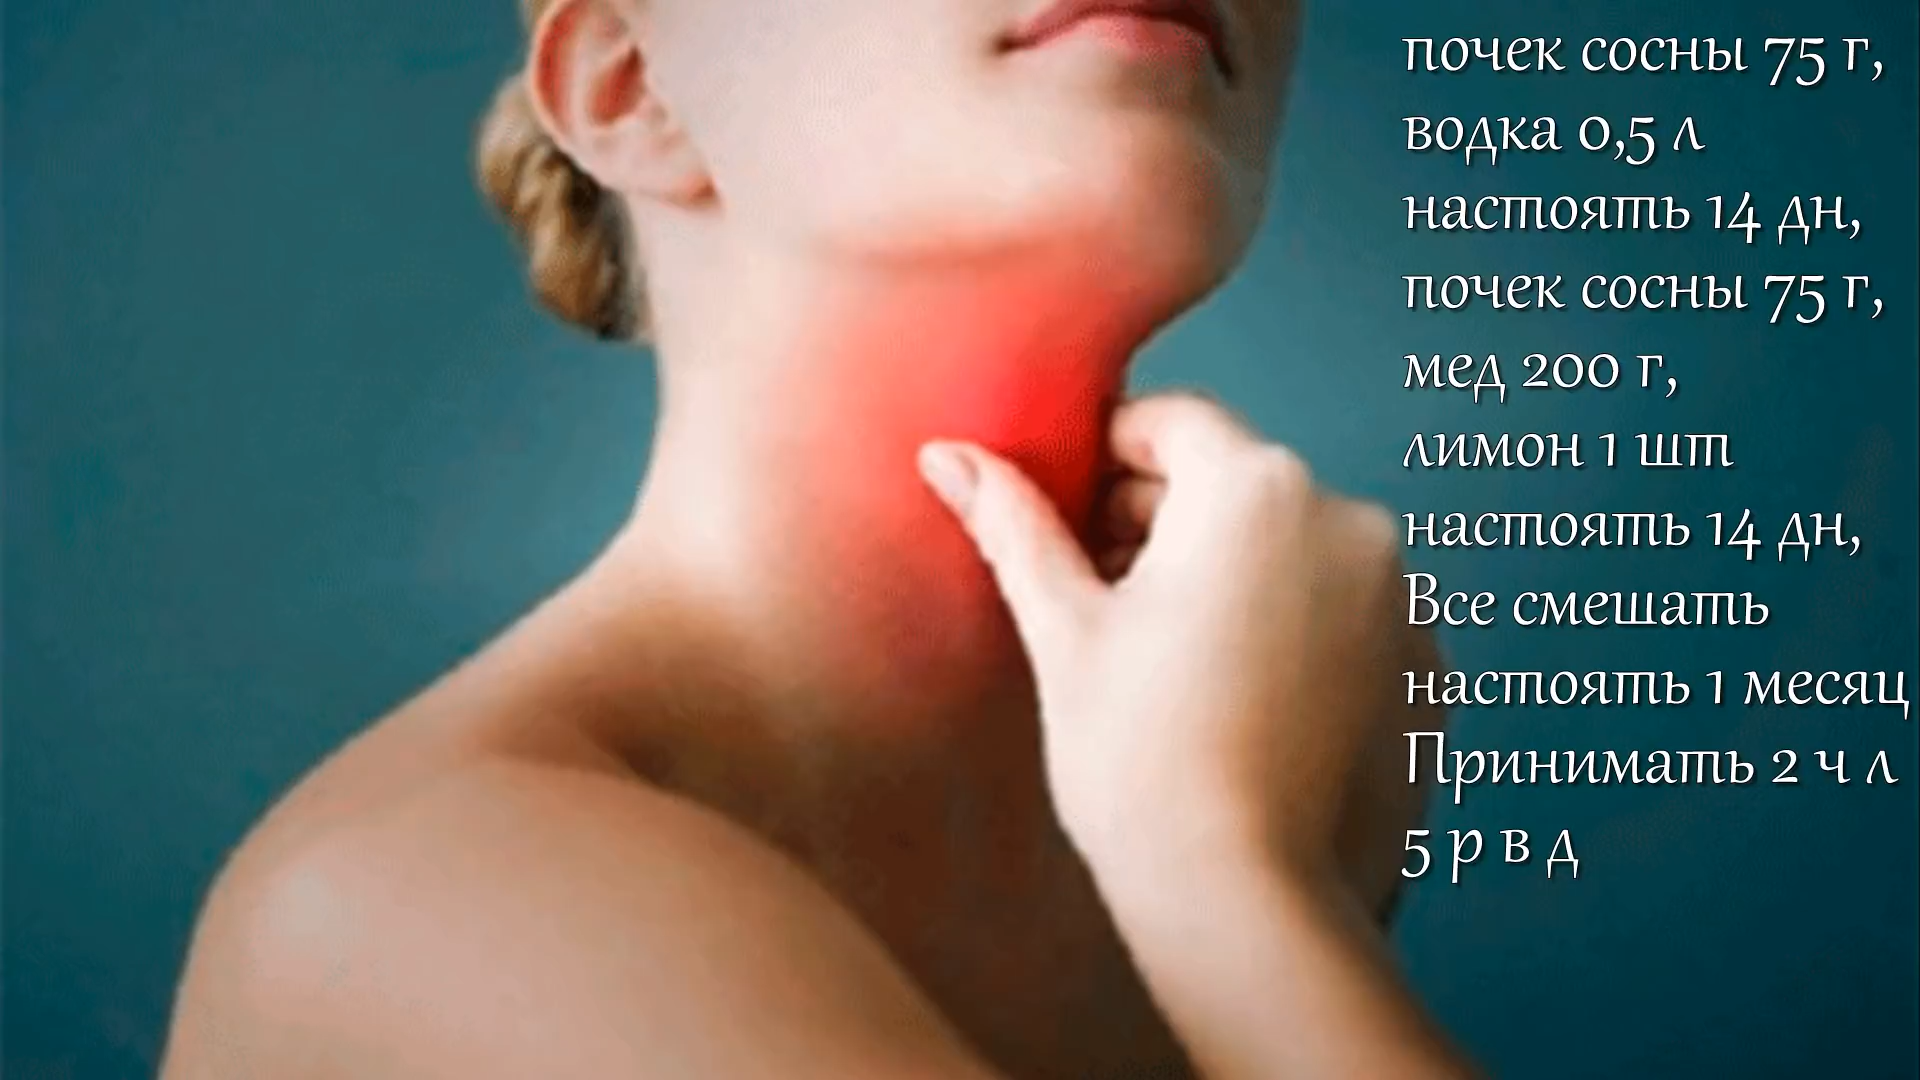 почек сосны 75 г,
водка 0,5 л
настоять 14 дн,
почек сосны 75 г,
мед 200 г,
лимон 1 шт
настоять 14 дн,
Все смешать
настоять 1 месяц
Принимать 2 ч л
5 р в д